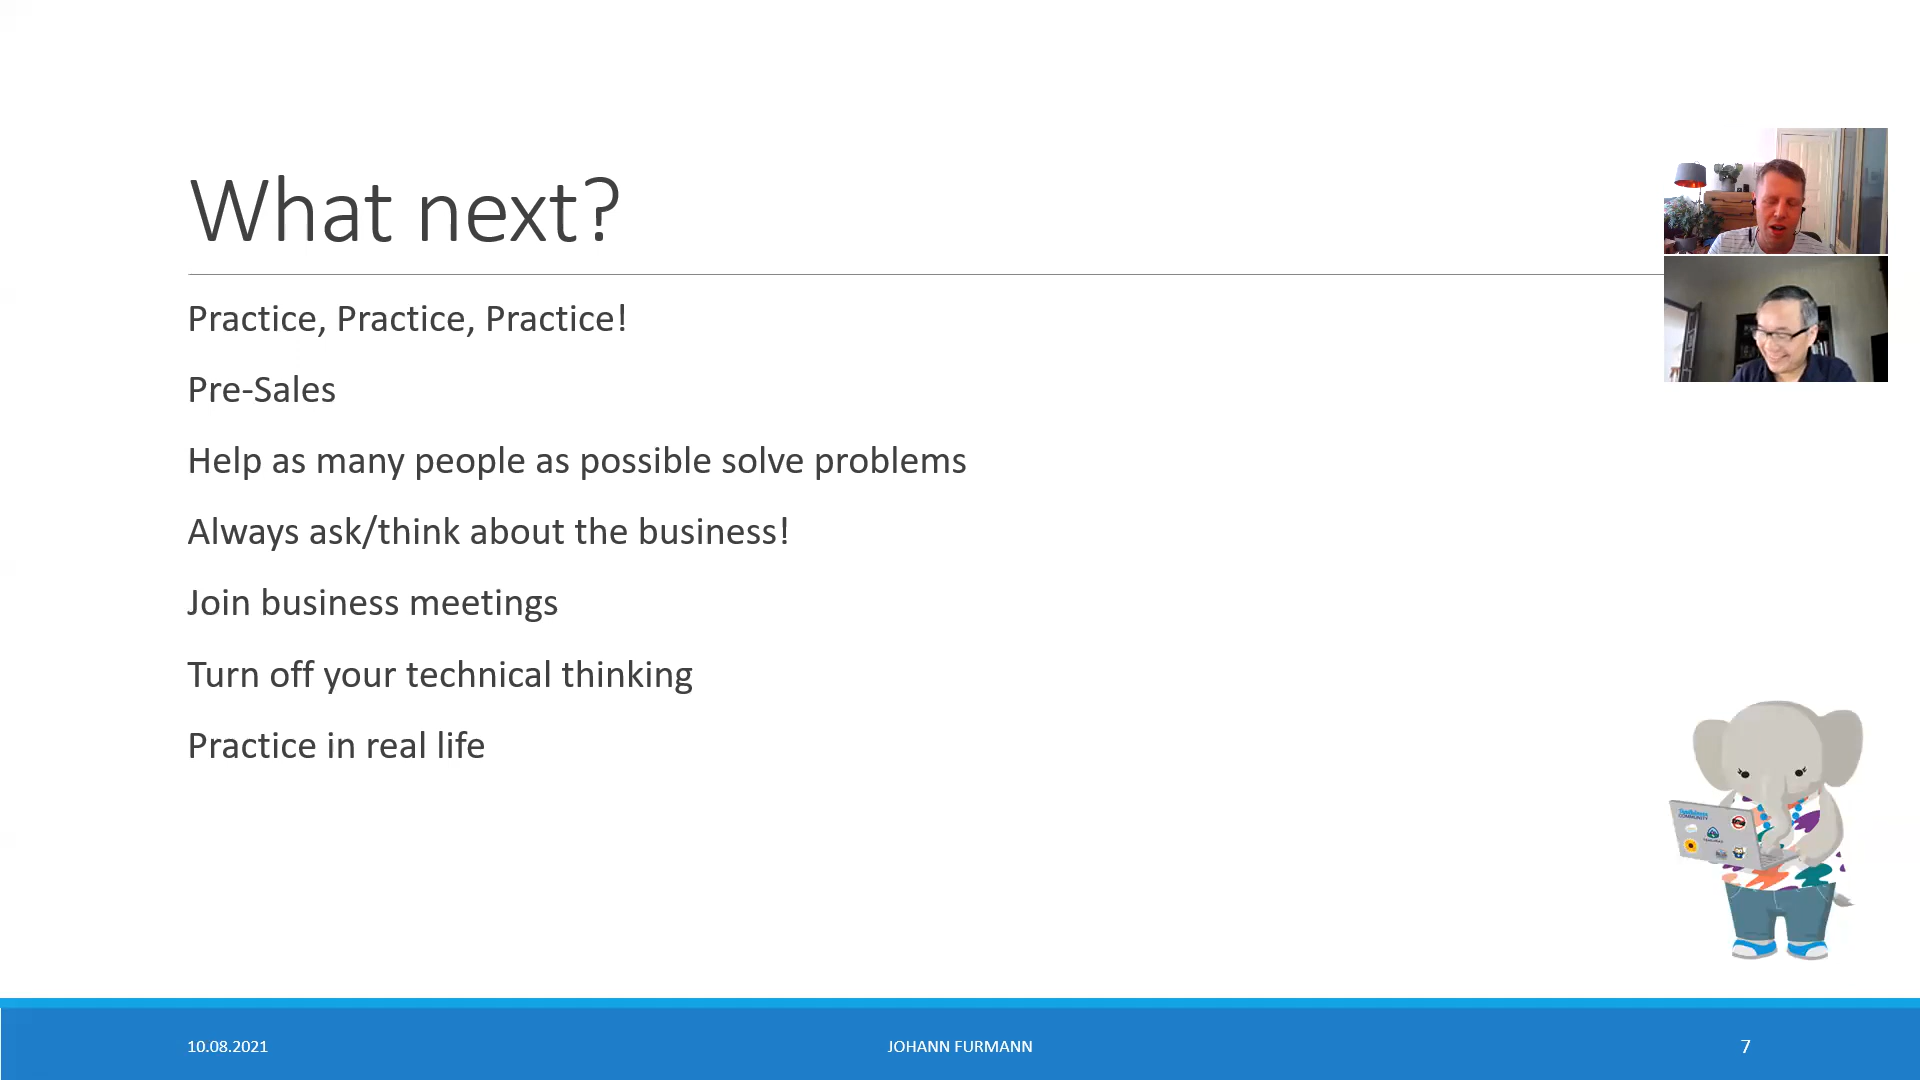 What next?
Practice, Practice, Practice!
Pre-Sales
Help as many people as possible solve problems
Always ask/think about the business!
Join business meetings
Turn off your technical thinking
Practice in real life
COMMUNITY
10.08.2021
JOHANN FURMANN
7